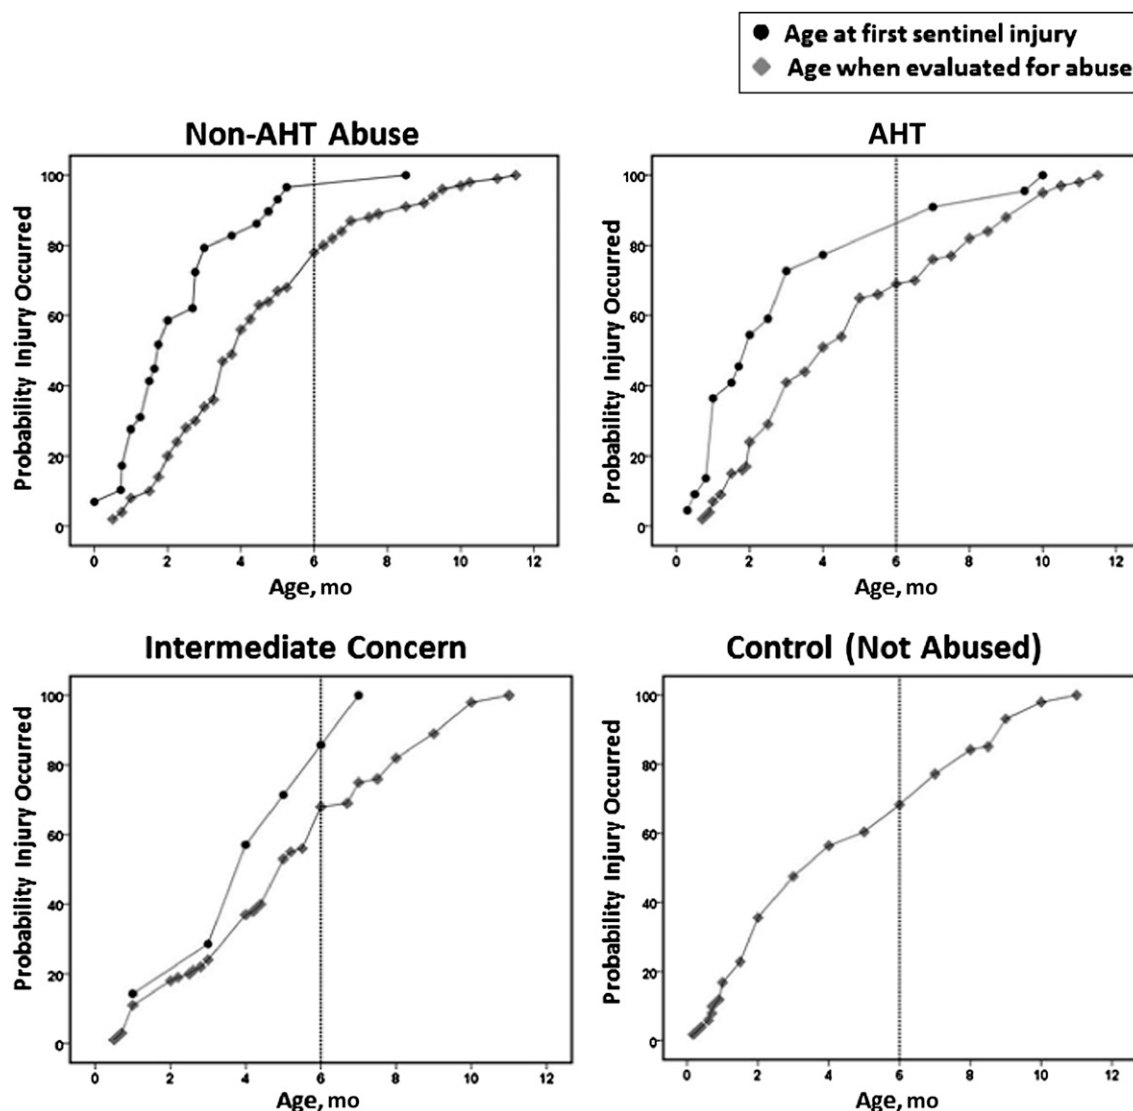 Age at first sentinel injury
Age when evaluated for abuse
Non-AHT Abuse
Probability Injury Occurred
100
80
60
40
20
0
0 2 4 6 8 10 12
Age, mo
AHT
Probability Injury Occurred
100
80
60
40
20
0
0 2 4 6 8 10 12
Age, mo
Intermediate Concern
Probability Injury Occurred
100
80
60
40
20
0
0 2 4 6 8 10 12
Age, mo
Control (Not Abused)
Probability Injury Occurred
100
80
60
40
20
0
0 2 4 6 8 10 12
Age, mo